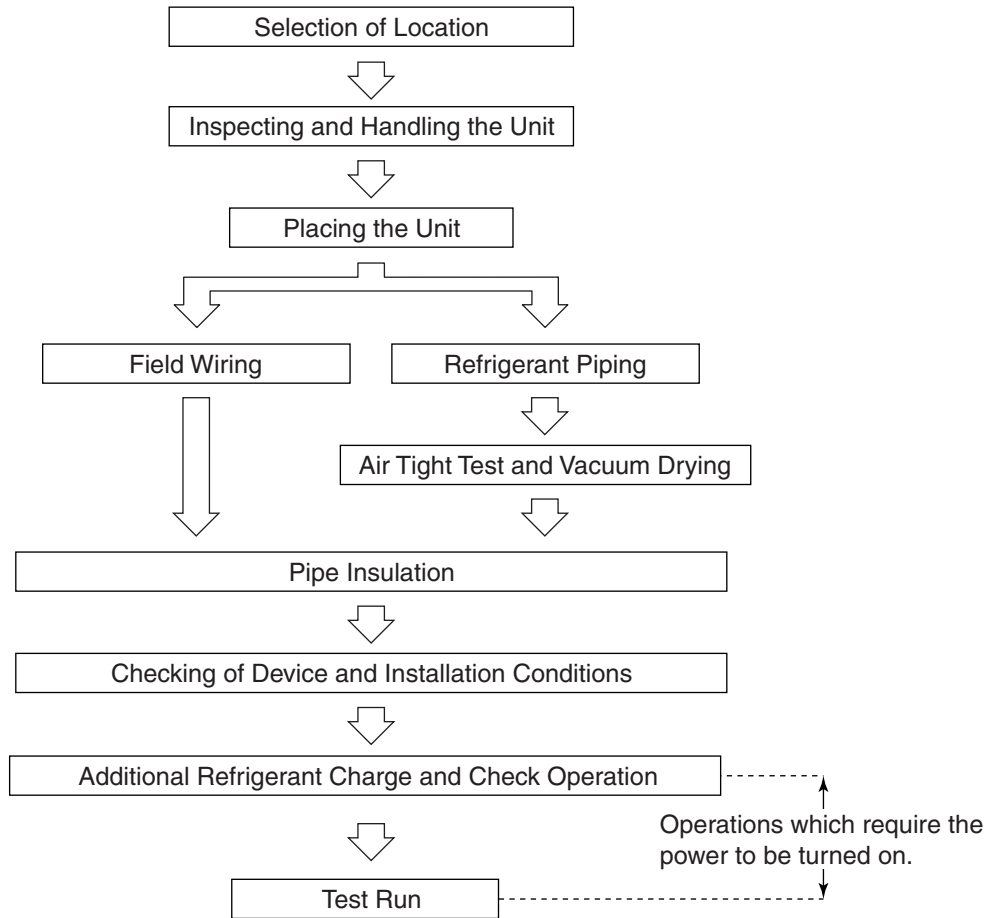 Selection of Location
Inspecting and Handling the Unit
Placing the Unit
Field Wiring
Refrigerant Piping
Air Tight Test and Vacuum Drying
Pipe Insulation
Checking of Device and Installation Conditions
Additional Refrigerant Charge and Check Operation
Operations which require the
power to be turned on.
Test Run